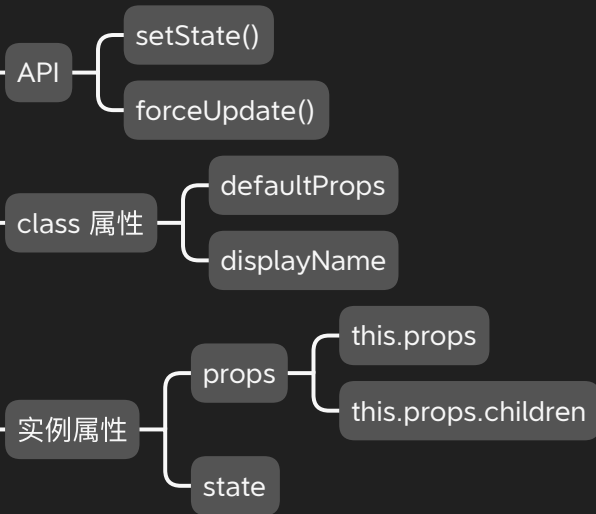 API
setState()
forceUpdate()
class 属性
defaultProps
displayName
实例属性
props
this.props
this.props.children
state